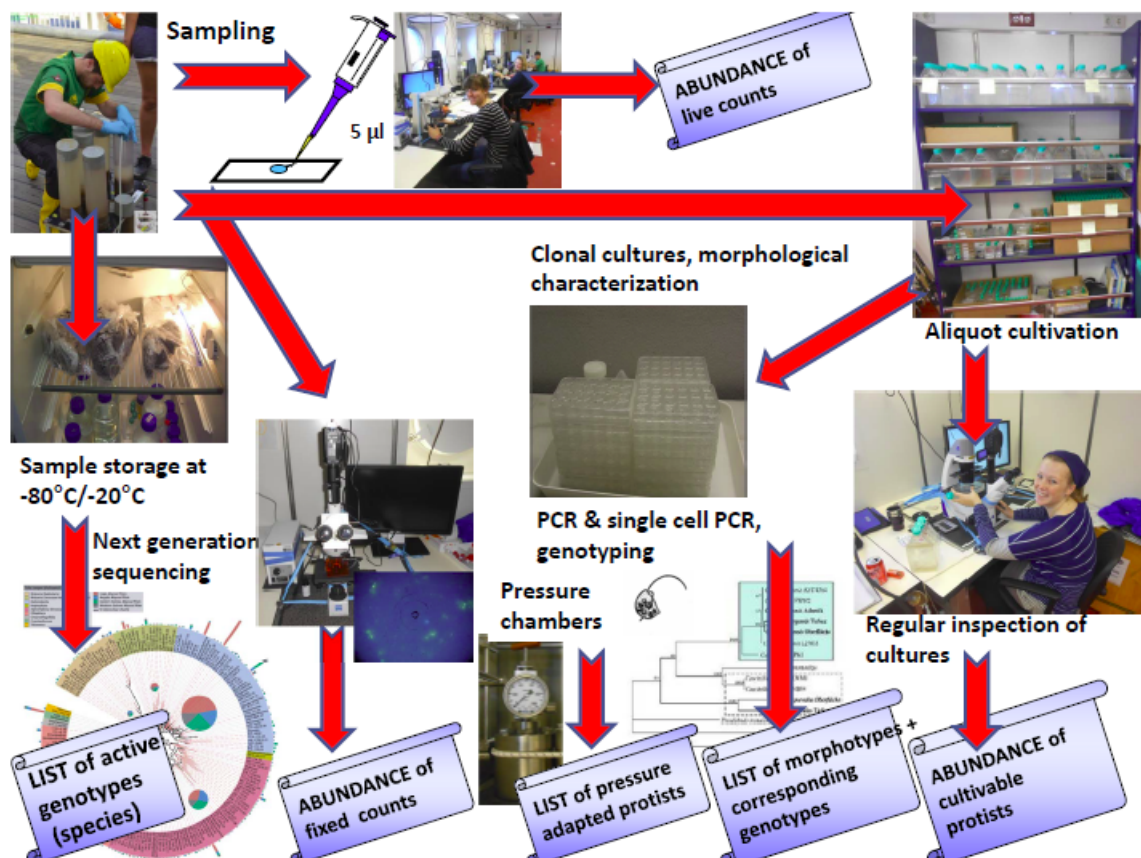 Sampling
5 µl
ABUNDANCE of
live counts
Clonal cultures, morphological
characterization
Aliquot cultivation
Sample storage at
-80°C/-20°C
Next generation
sequencing
PCR & single cell PCR,
genotyping
Pressure
chambers
Regular inspection of
cultures
LIST of active
genotypes
(species)
ABUNDANCE of
fixed counts
LIST of pressure
adapted protists
LIST of morphotypes +
corresponding
genotypes
ABUNDANCE of
cultivable
protists